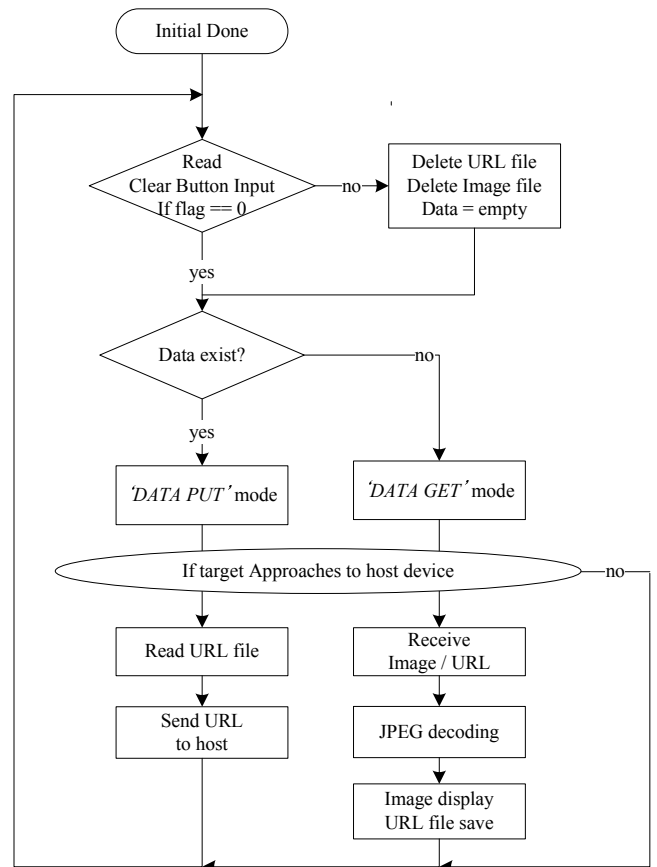 Initial Done
Read
Clear Button Input
If flag == 0
no
Delete URL file
Delete Image file
Data = empty
yes
Data exist?
no
yes
‘DATA PUT’ mode
‘DATA GET’ mode
If target Approaches to host device
no
Read URL file
Receive
Image / URL
Send URL
to host
JPEG decoding
Image display
URL file save